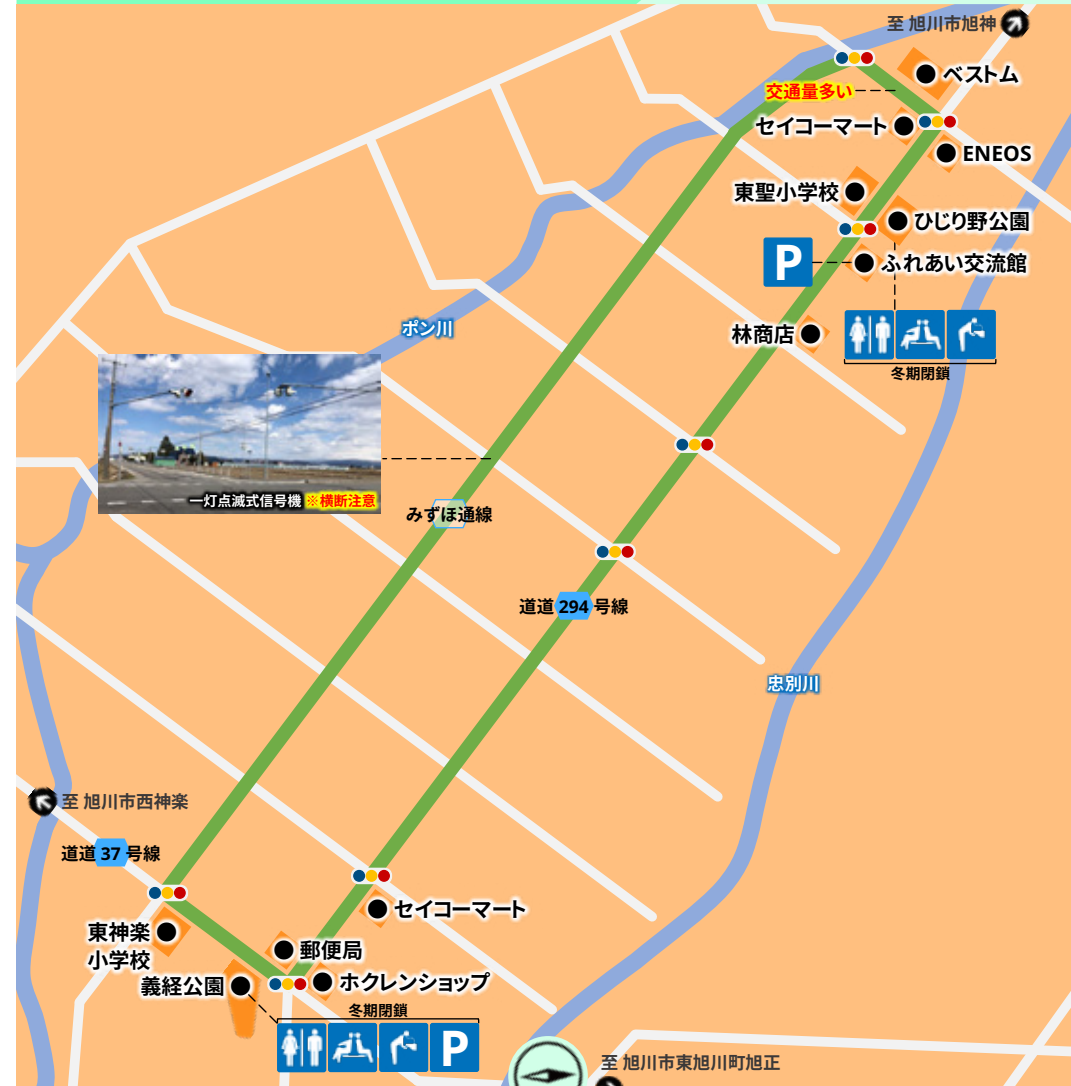 至 旭川市旭神
ベストム
交通量多い
セイコーマート
ENEOS
東聖小学校
ひじり野公園
P
ふれあい交流館
ポン川
林商店
冬期閉鎖
一灯点滅式信号機 ※横断注意
みずほ通線
道道 294 号線
忠別川
至 旭川市西神楽
道道 37 号線
セイコーマート
東神楽
小学校
郵便局
義経公園
ホクレンショップ
冬期閉鎖
P
至 旭川市東旭川町旭正